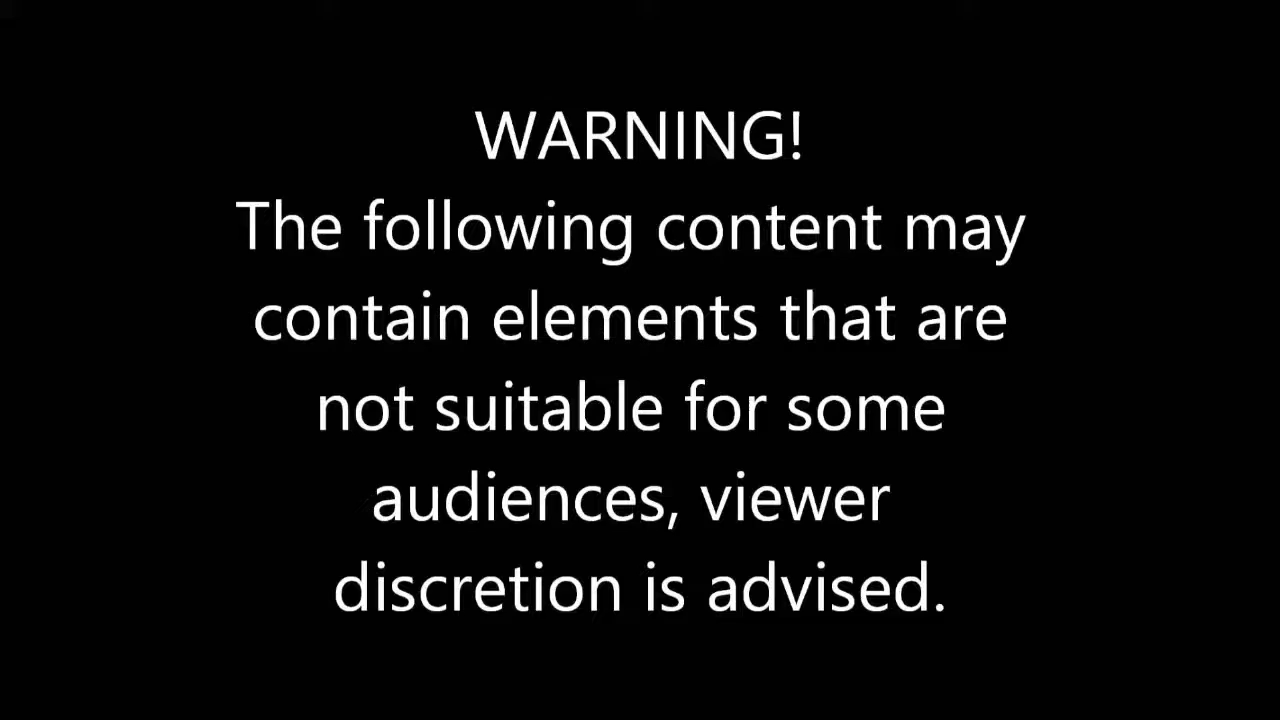 WARNING!
The following content may
contain elements that are
not suitable for some
audiences, viewer
discretion is advised.